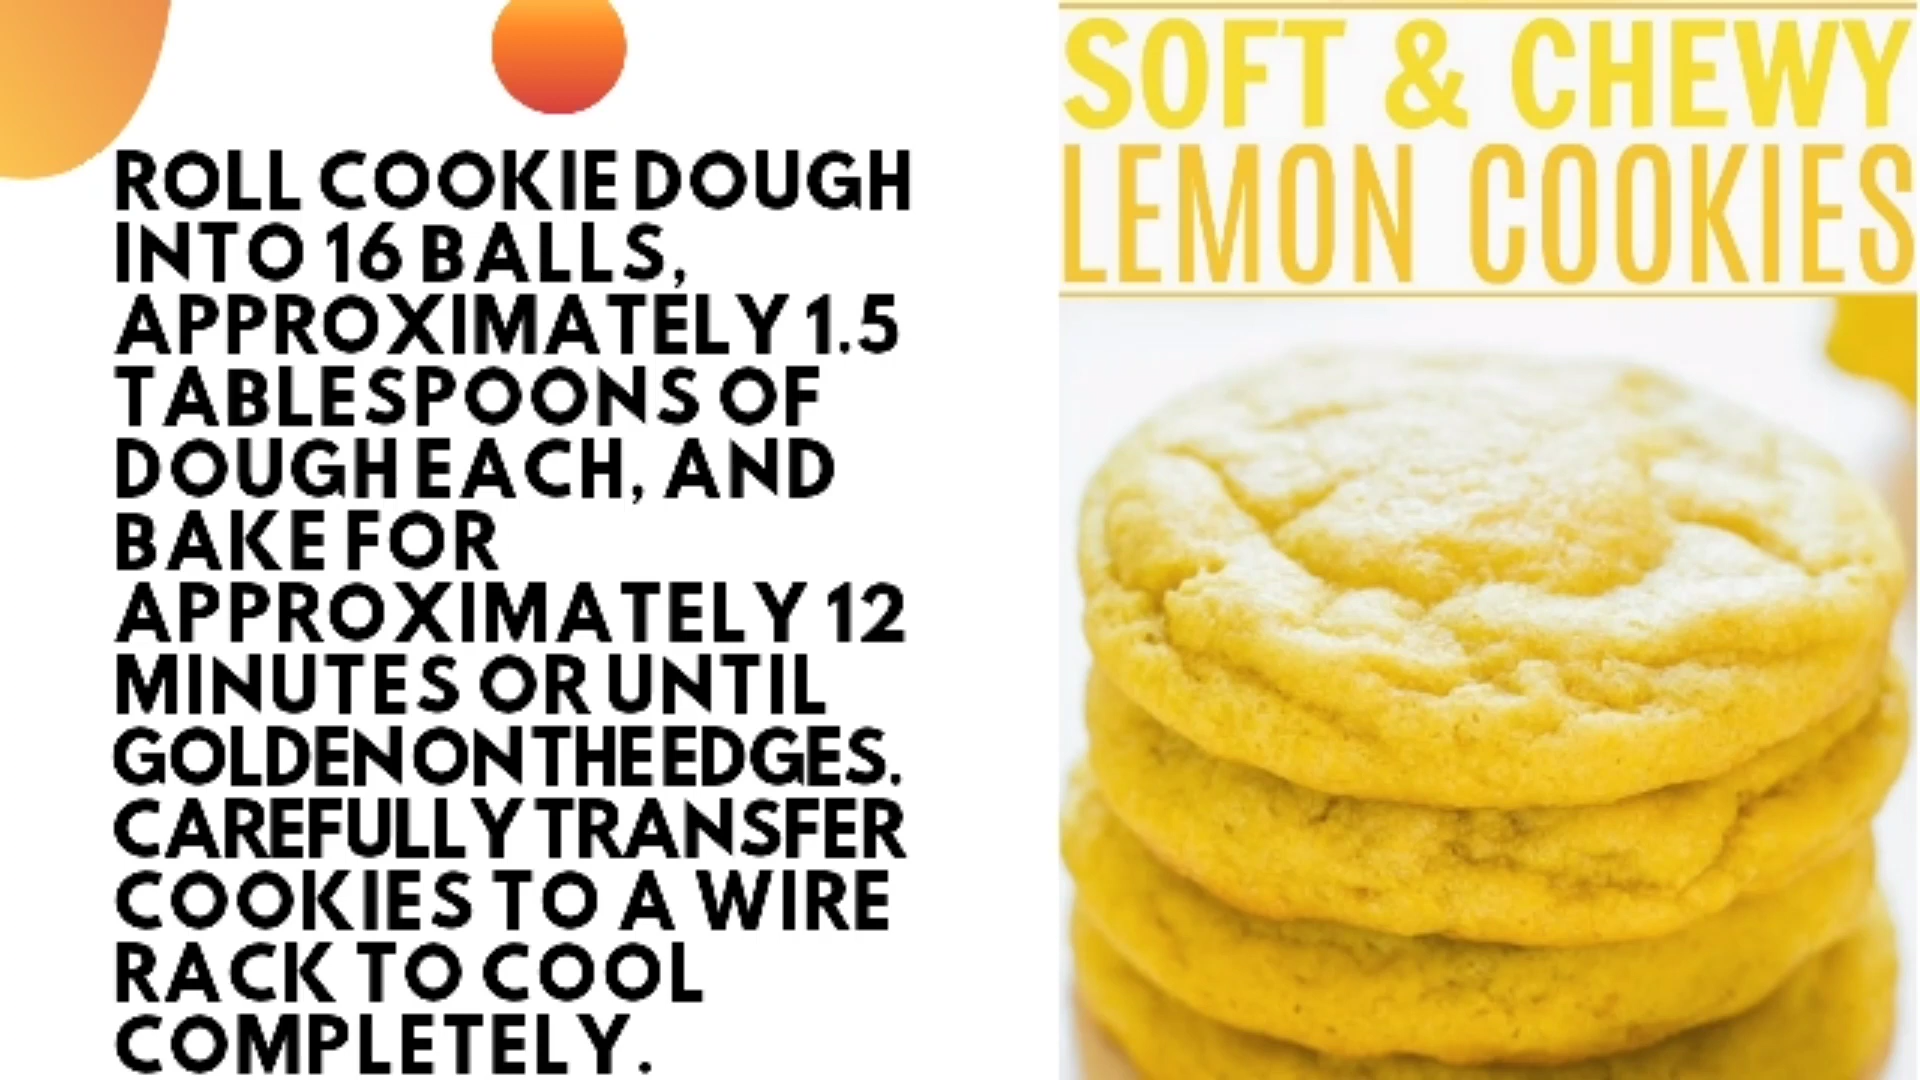 ROLL COOKIE DOUGH
INTO 16 BALLS,
APPROXIMATELY 1.5
TABLESPOONS OF
DOUGH EACH, AND
BAKE FOR
APPROXIMATELY 12
MINUTES OR UNTIL
GOLDEN ON THE EDGES.
CAREFULLY TRANSFER
COOKIES TO A WIRE
RACK TO COOL
COMPLETELY.
SOFT & CHEWY
LEMON COOKIES